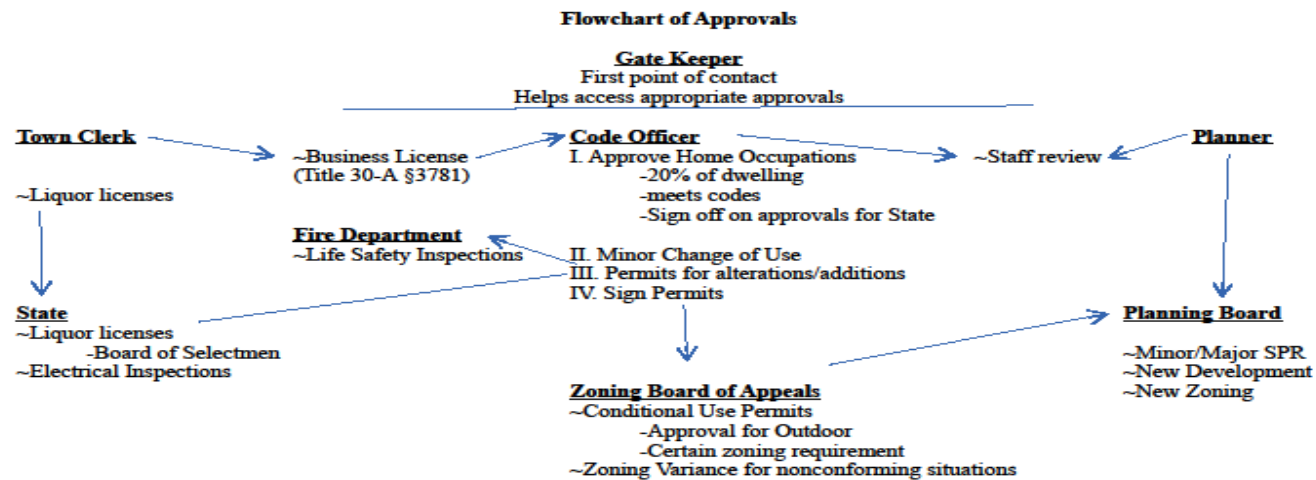 Flowchart of Approvals
Gate Keeper
First point of contact
Helps access appropriate approvals
Town Clerk
~Liquor licenses
~Business License
(Title 30-A §3781)
Code Officer
I. Approve Home Occupations
-20% of dwelling
-meets codes
-Sign off on approvals for State
~Staff review
Planner
Fire Department
~Life Safety Inspections
II. Minor Change of Use
III. Permits for alterations/additions
IV. Sign Permits
State
~Liquor licenses
-Board of Selectmen
~Electrical Inspections
Planning Board
~Minor/Major SPR
~New Development
~New Zoning
Zoning Board of Appeals
~Conditional Use Permits
-Approval for Outdoor
-Certain zoning requirement
~Zoning Variance for nonconforming situations